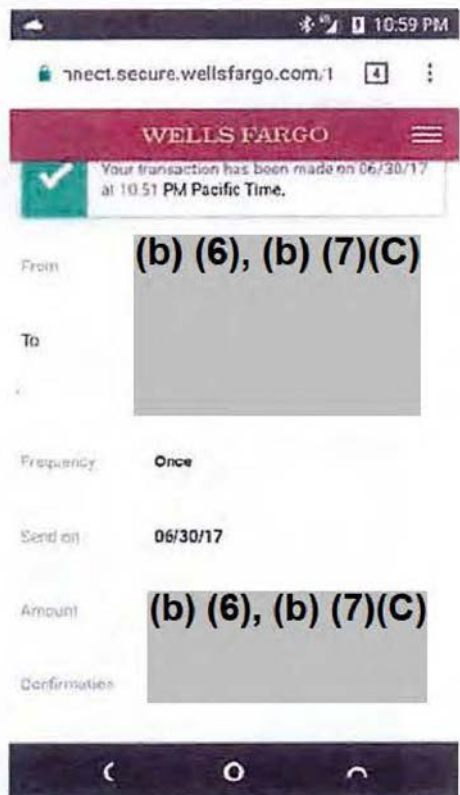 10:59 PM
nnect.secure.wellsfargo.com/1 4
WELLS FARGO
Your transaction has been made on 06/30/17
at 10:51 PM Pacific Time.
From (b) (6), (b) (7)(C)
To
Frequency Once
Send on 06/30/17
Amount (b) (6), (b) (7)(C)
Confirmation